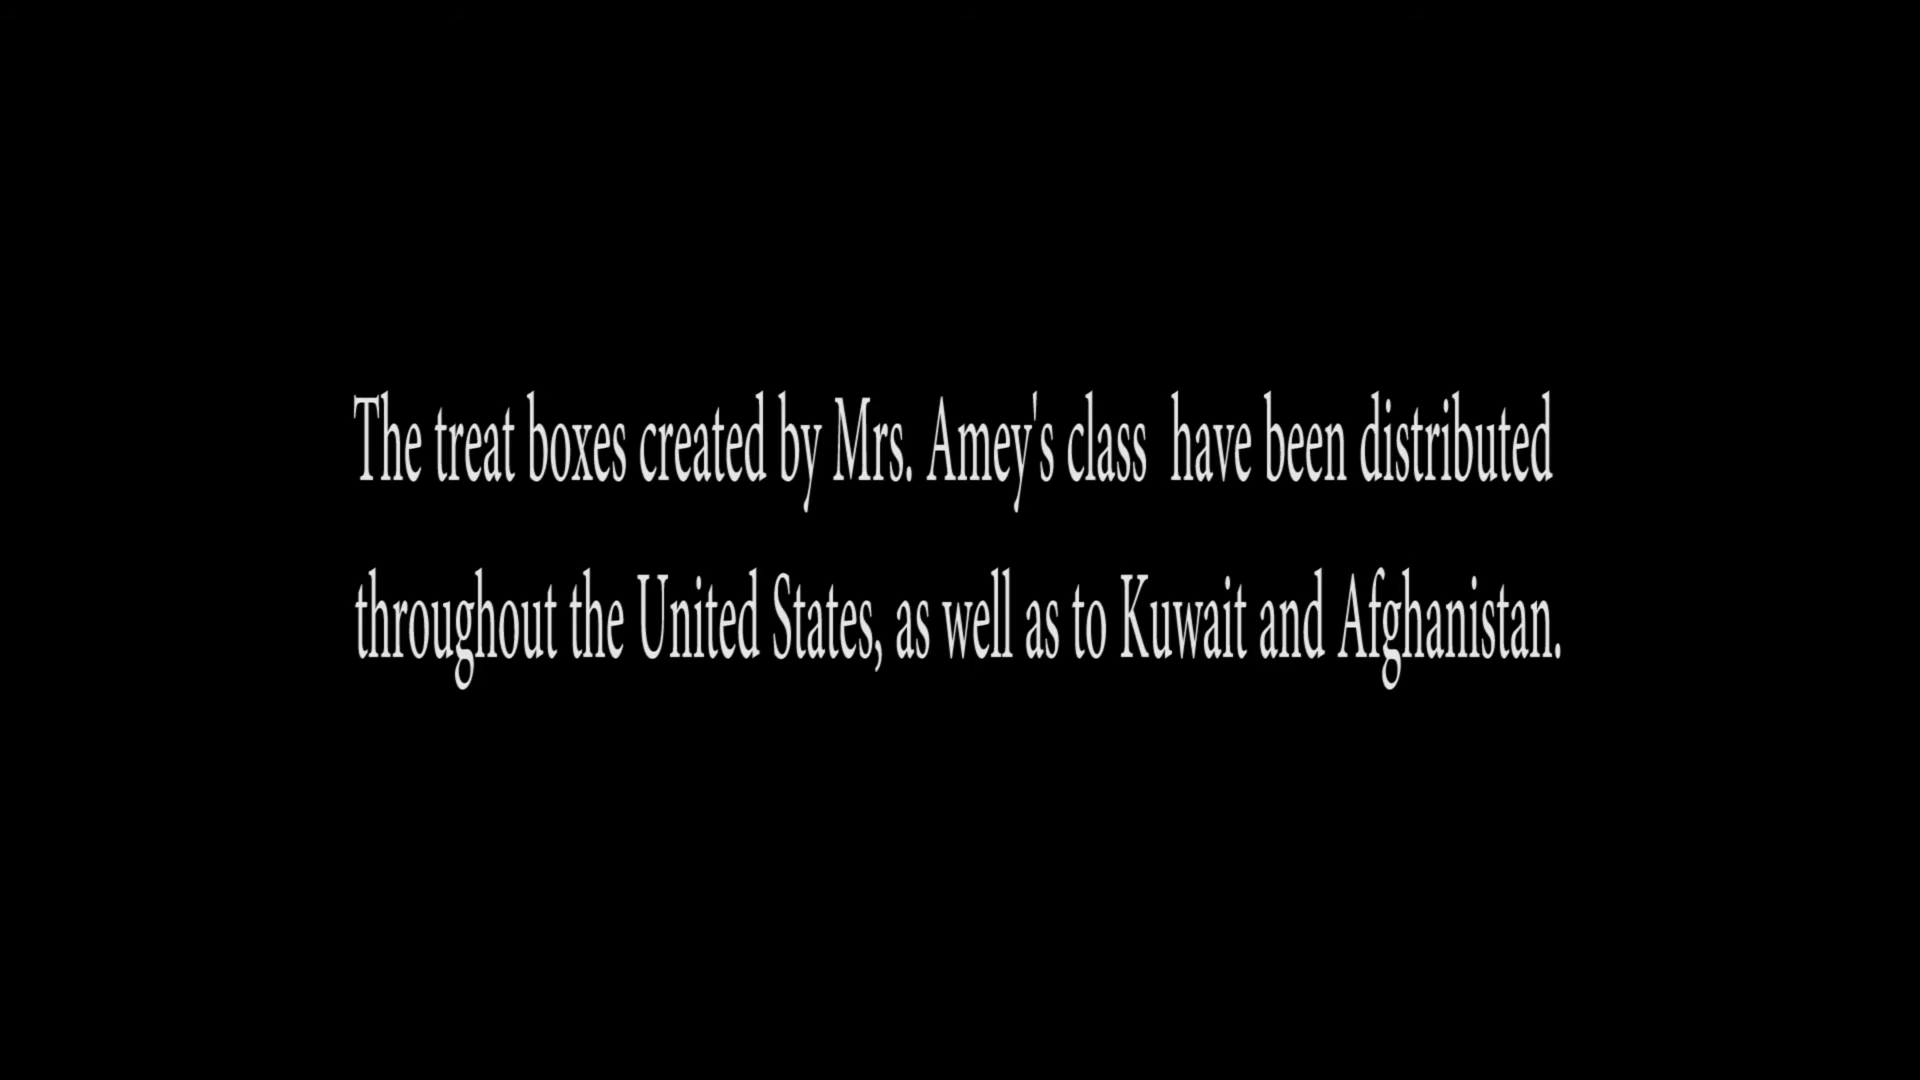 The treat boxes created by Mrs. Amey's class  have been distributed
throughout the United States, as well as to Kuwait and Afghanistan.